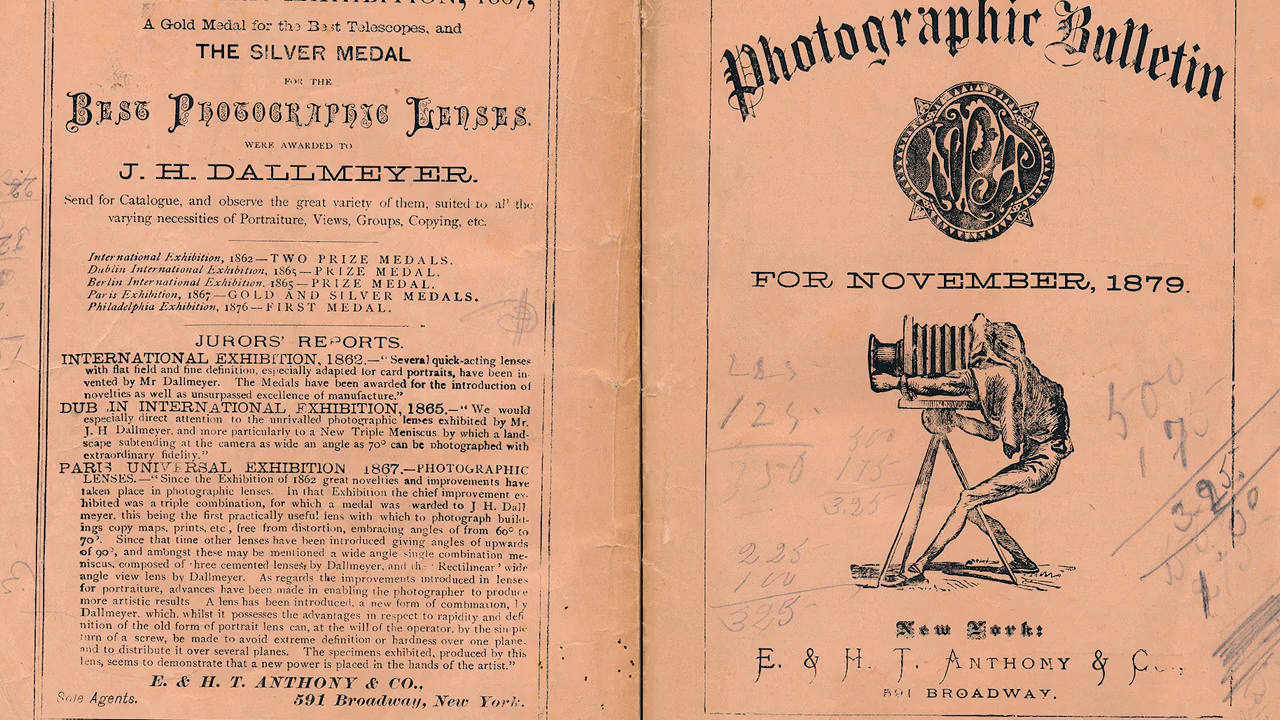 A Gold Medal for the Best Telescopes, and
THE SILVER MEDAL
FOR THE
BEST PHOTOGRAPHIC LENSES.
WERE AWARDED TO
J. H. DALLMEYER.
Send for Catalogue, and observe the great variety of them, suited to all the
varying necessities of Portraiture, Views, Groups, Copying, etc.
International Exhibition, 1862—TWO PRIZE MEDALS.
Dublin International Exhibition, 1865—PRIZE MEDAL.
Berlin International Exhibition, 1865—PRIZE MEDAL.
Paris Exhibition, 1867—GOLD AND SILVER MEDALS.
Philadelphia Exhibition, 1876—FIRST MEDAL.
JURORS' REPORTS.
INTERNATIONAL EXHIBITION, 1862.—"Several quick-acting lenses
with flat field and fine definition, especially adapted for card portraits, have been in-
vented by Mr Dallmeyer. The Medals have been awarded for the introduction of
novelties as well as unsurpassed excellence of manufacture."
DUB IN INTERNATIONAL EXHIBITION, 1865.—"We would
especially direct attention to the unrivalled photographic lenses exhibited by Mr.
J. H Dallmeyer, and more particularly to a New Triple Meniscus by which a land-
scape subtending at the camera as wide an angle as 70° can be photographed with
extraordinary fidelity."
PARIS UNIVERSAL EXHIBITION 1867.—PHOTOGRAPHIC
LENSES.—"Since the Exhibition of 1862 great novelties and improvements have
taken place in photographic lenses. In that Exhibition the chief improvement ex-
hibited was a triple combination, for which a medal was warded to J. H. Dall
meyer, this being the first practically useful lens with which to photograph build-
ings copy maps, prints, etc., free from distortion, embracing angles of from 60° to
70°. Since that time other lenses have been introduced giving angles of upwards
of 90°, and amongst these may be mentioned a wide angle single combination me-
niscus, composed of three cemented lenses, by Dallmeyer, and the 'Rectilinear' wide
angle view lens by Dallmeyer. As regards the improvements introduced in lenses
for portraiture, advances have been made in enabling the photographer to produce
more artistic results A lens has been introduced, a new form of combination, by
Dallmeyer, which, whilst it possesses the advantages in respect to rapidity and defi
nition of the old form of portrait lens can, at the will of the operator, by the simple
turn of a screw, be made to avoid extreme definition or hardness over one plane,
and to distribute it over several planes. The specimens exhibited, produced by this
lens, seems to demonstrate that a new power is placed in the hands of the artist."
E. & H. T. ANTHONY & CO.,
Sole Agents. 591 Broadway, New York.
Photographic Bulletin
FOR NOVEMBER, 1879.
125
150
500
175
325
225
100
325
500
17
325
New York:
E. & H. T. ANTHONY & Co.,
591 BROADWAY.